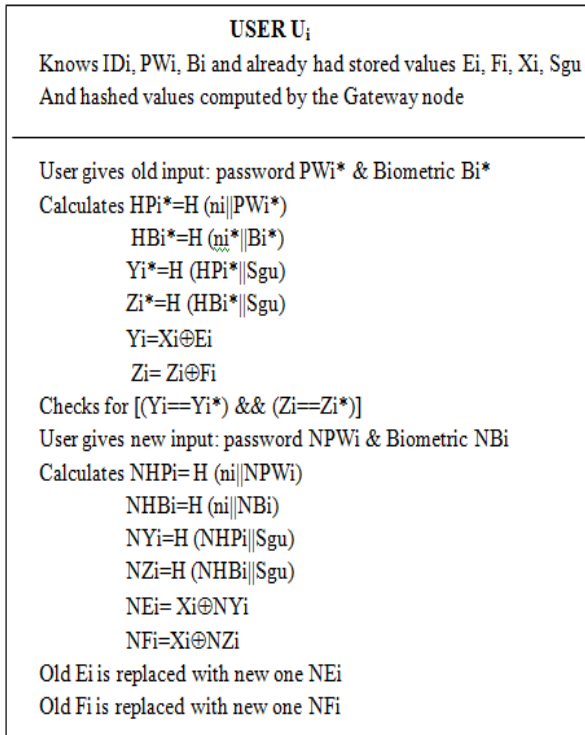 USER Ui
Knows IDi, PWi, Bi and already had stored values Ei, Fi, Xi, Sgu
And hashed values computed by the Gateway node
User gives old input: password PWi* & Biometric Bi*
Calculates HPi*=H (ni||PWi*)
HBi*=H (ni*||Bi*)
Yi*=H (HPi*||Sgu)
Zi*=H (HBi*||Sgu)
Yi=Xi⊕Ei
Zi= Zi⊕Fi
Checks for [(Yi==Yi*) && (Zi==Zi*)]
User gives new input: password NPWi & Biometric NBi
Calculates NHPi= H (ni||NPWi)
NHBi=H (ni||NBi)
NYi=H (NHPi||Sgu)
NZi=H (NHBi||Sgu)
NEi= Xi⊕NYi
NFi=Xi⊕NZi
Old Ei is replaced with new one NEi
Old Fi is replaced with new one NFi